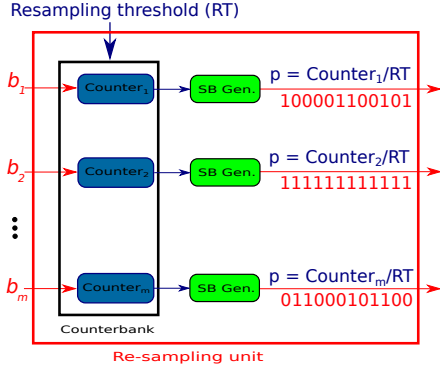 Resampling threshold (RT)
b1 Counter1 SB Gen. p = Counter1/RT
100001100101
b2 Counter2 SB Gen. p = Counter2/RT
111111111111
...
bm Counterm SB Gen. p = Counterm/RT
011000101100
Counterbank
Re-sampling unit